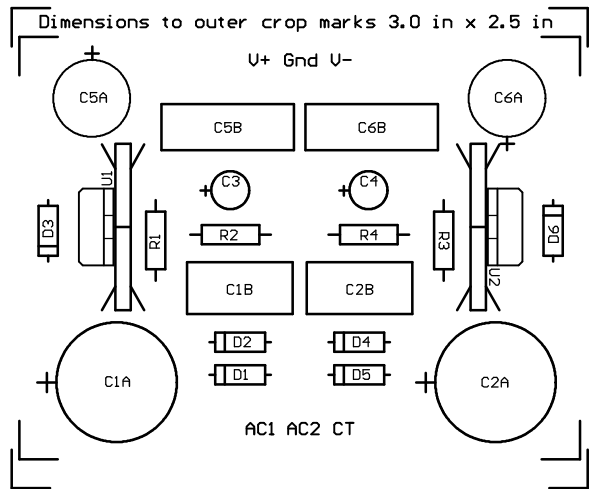 Dimensions to outer crop marks 3.0 in x 2.5 in
V+ Gnd V-
C5A
C6A
C5B
C6B
U1
C3
C4
D3
R1
R2
R4
R3
D6
U2
C1B
C2B
D2
D4
D1
D5
C1A
C2A
AC1 AC2 CT